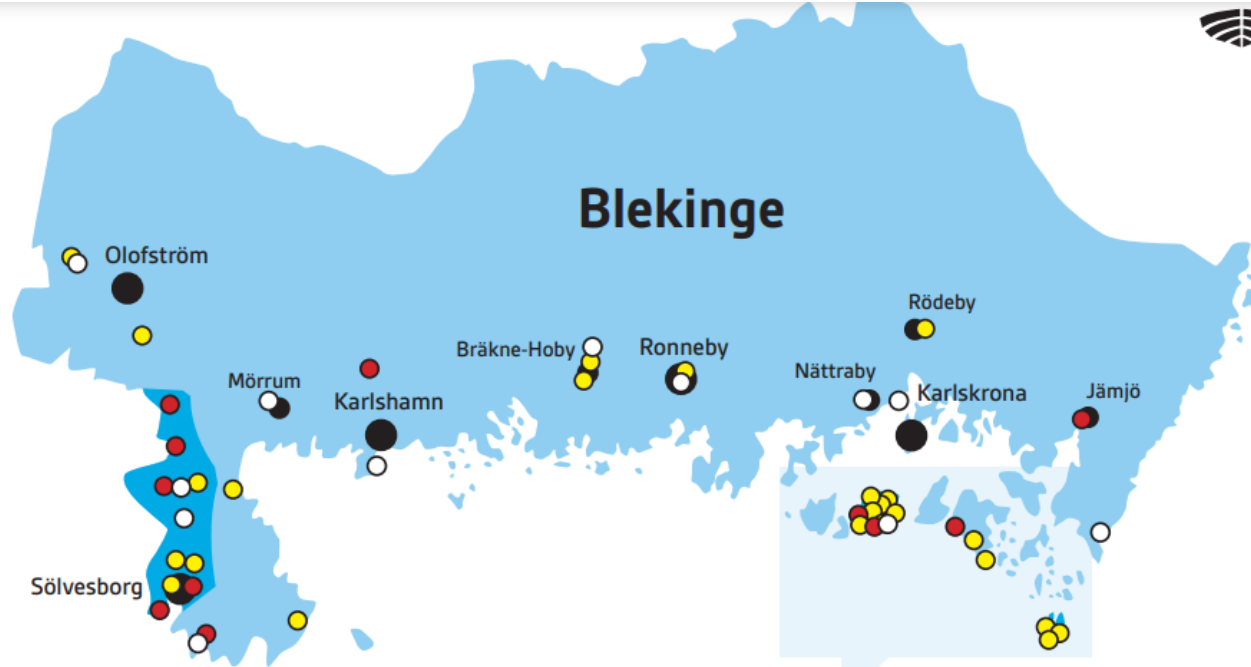 Blekinge
Olofström
Rödeby
Bräkne-Hoby
Ronneby
Nättraby
Mörrum
Karlshamn
Karlskrona
Jämjö
Sölvesborg